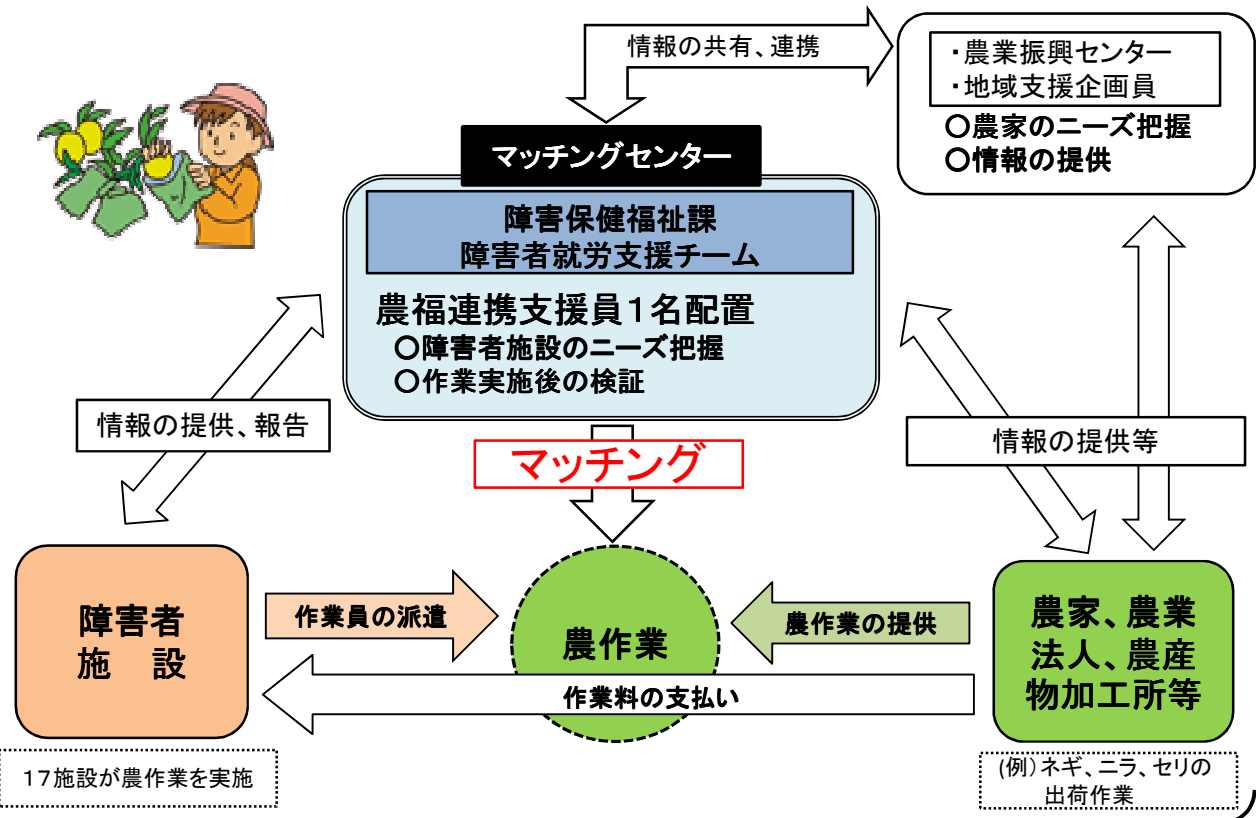 情報の共有、連携
・農業振興センター
・地域支援企画員
○農家のニーズ把握
○情報の提供
マッチングセンター
障害保健福祉課
障害者就労支援チーム
農福連携支援員1名配置
○障害者施設のニーズ把握
○作業実施後の検証
情報の提供、報告
情報の提供等
マッチング
障害者
施　設
作業員の派遣
農作業
農作業の提供
農家、農業
法人、農産
物加工所等
作業料の支払い
17施設が農作業を実施
(例)ネギ、ニラ、セリの
出荷作業